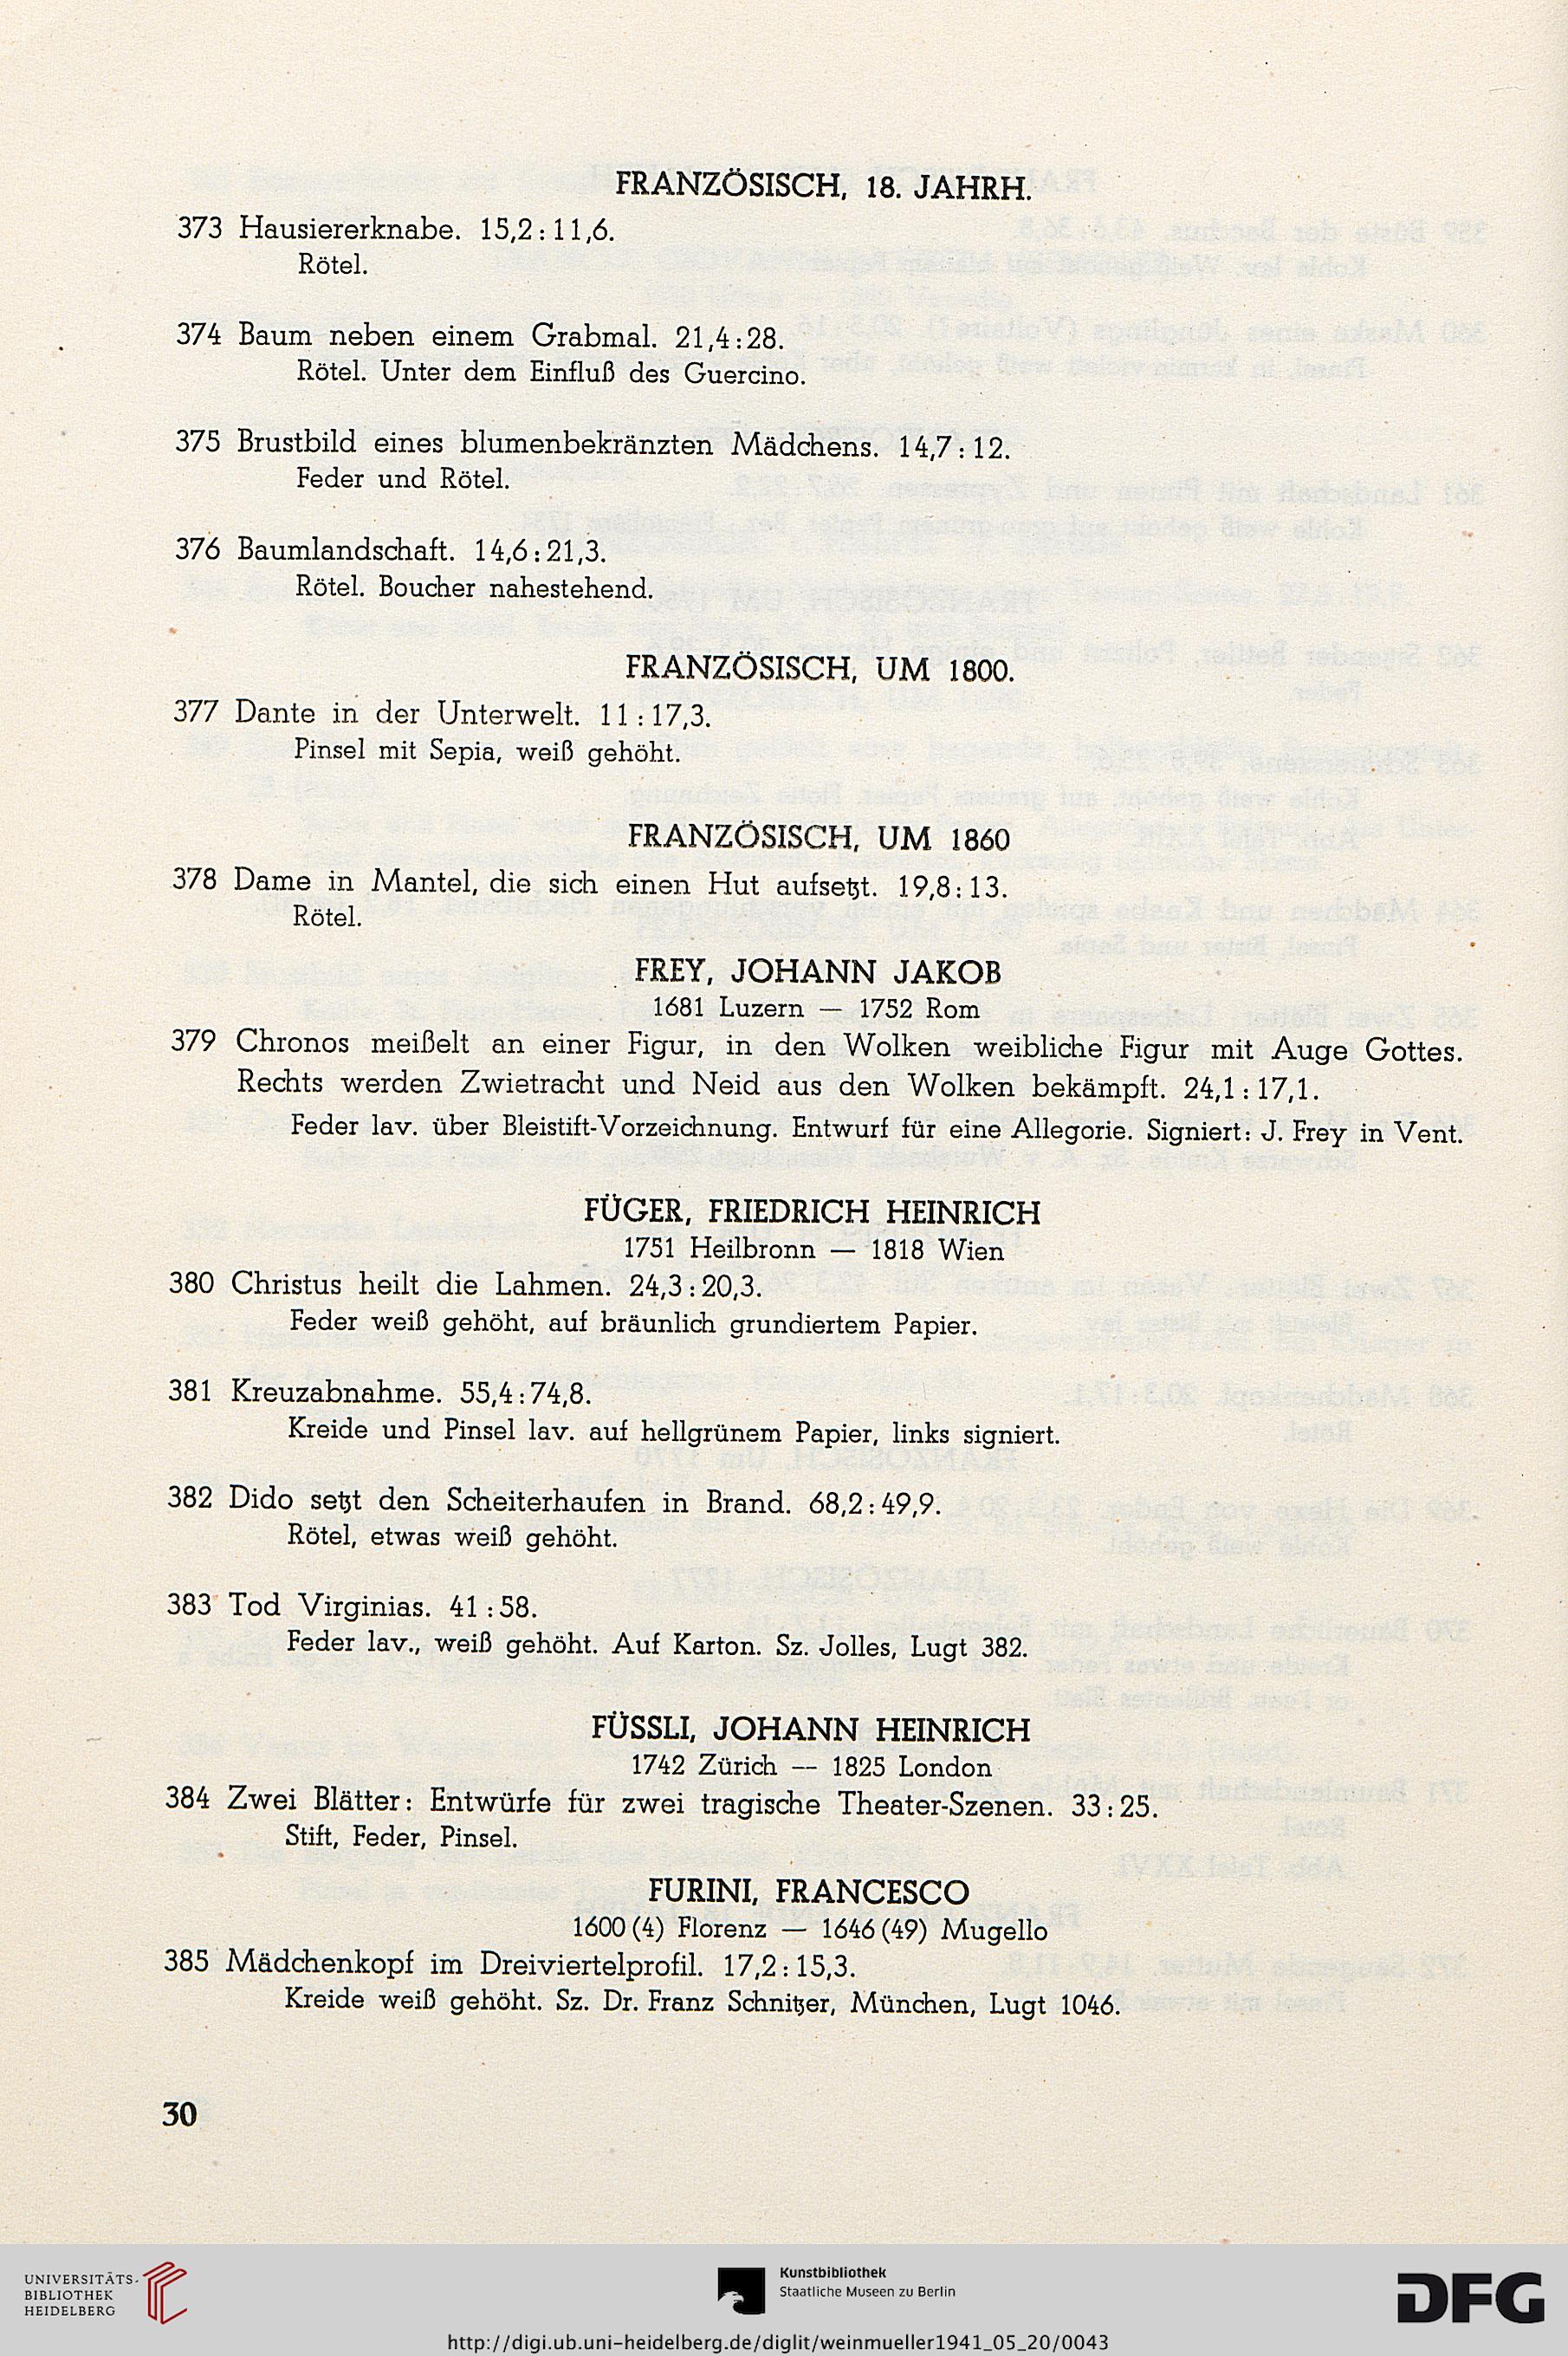 FRANZÖSISCH, 18. JAHRH.
373 Hausiererknabe. 15,2:11,6.
Rötel.
374 Baum neben einem Grabmal. 21,4:28.
Rötel. Unter dem Einfluß des Guercino.
375 Brustbild eines blumenbekränzten Mädchens. 14,7:12.
Feder und Rötel.
376 Baumlandschaft. 14,6:21,3.
Rötel. Boucher nahestehend.
FRANZÖSISCH, UM 1800.
377 Dante in der Unterwelt. 11:17,3.
Pinsel mit Sepia, weiß gehöht.
FRANZÖSISCH, UM 1860
378 Dame in Mantel, die sich einen Hut aufsetzt. 19,8:13.
Rötel.
FREY, JOHANN JAKOB
1681 Luzern — 1752 Rom
379 Chronos meißelt an einer Figur, in den Wolken weibliche Figur mit Auge Gottes.
Rechts werden Zwietracht und Neid aus den Wolken bekämpft. 24,1:17,1.
Feder lav. über Bleistift-Vorzeichnung. Entwurf für eine Allegorie. Signiert: J. Frey in Vent.
FÜGER, FRIEDRICH HEINRICH
1751 Heilbronn — 1818 Wien
380 Christus heilt die Lahmen. 24,3:20,3.
Feder weiß gehöht, auf bräunlich grundiertem Papier.
381 Kreuzabnahme. 55,4:74,8.
Kreide und Pinsel lav. auf hellgrünem Papier, links signiert.
382 Dido setzt den Scheiterhaufen in Brand. 68,2:49,9.
Rötel, etwas weiß gehöht.
383 Tod Virginias. 41:58.
Feder lav., weiß gehöht. Auf Karton. Sz. Jolles, Lugt 382.
FÜSSLI, JOHANN HEINRICH
1742 Zürich — 1825 London
384 Zwei Blätter: Entwürfe für zwei tragische Theater-Szenen. 33:25.
Stift, Feder, Pinsel.
FURINI, FRANCESCO
1600 (4) Florenz — 1646 (49) Mugello
385 Mädchenkopf im Dreiviertelprofil. 17,2:15,3.
Kreide weiß gehöht. Sz. Dr. Franz Schnitzer, München, Lugt 1046.
30
UNIVERSITÄTS-
BIBLIOTHEK
HEIDELBERG
Kunstbibliothek
Staatliche Museen zu Berlin
DFG
http://digi.ub.uni-heidelberg.de/diglit/weinmueller1941_05_20/0043